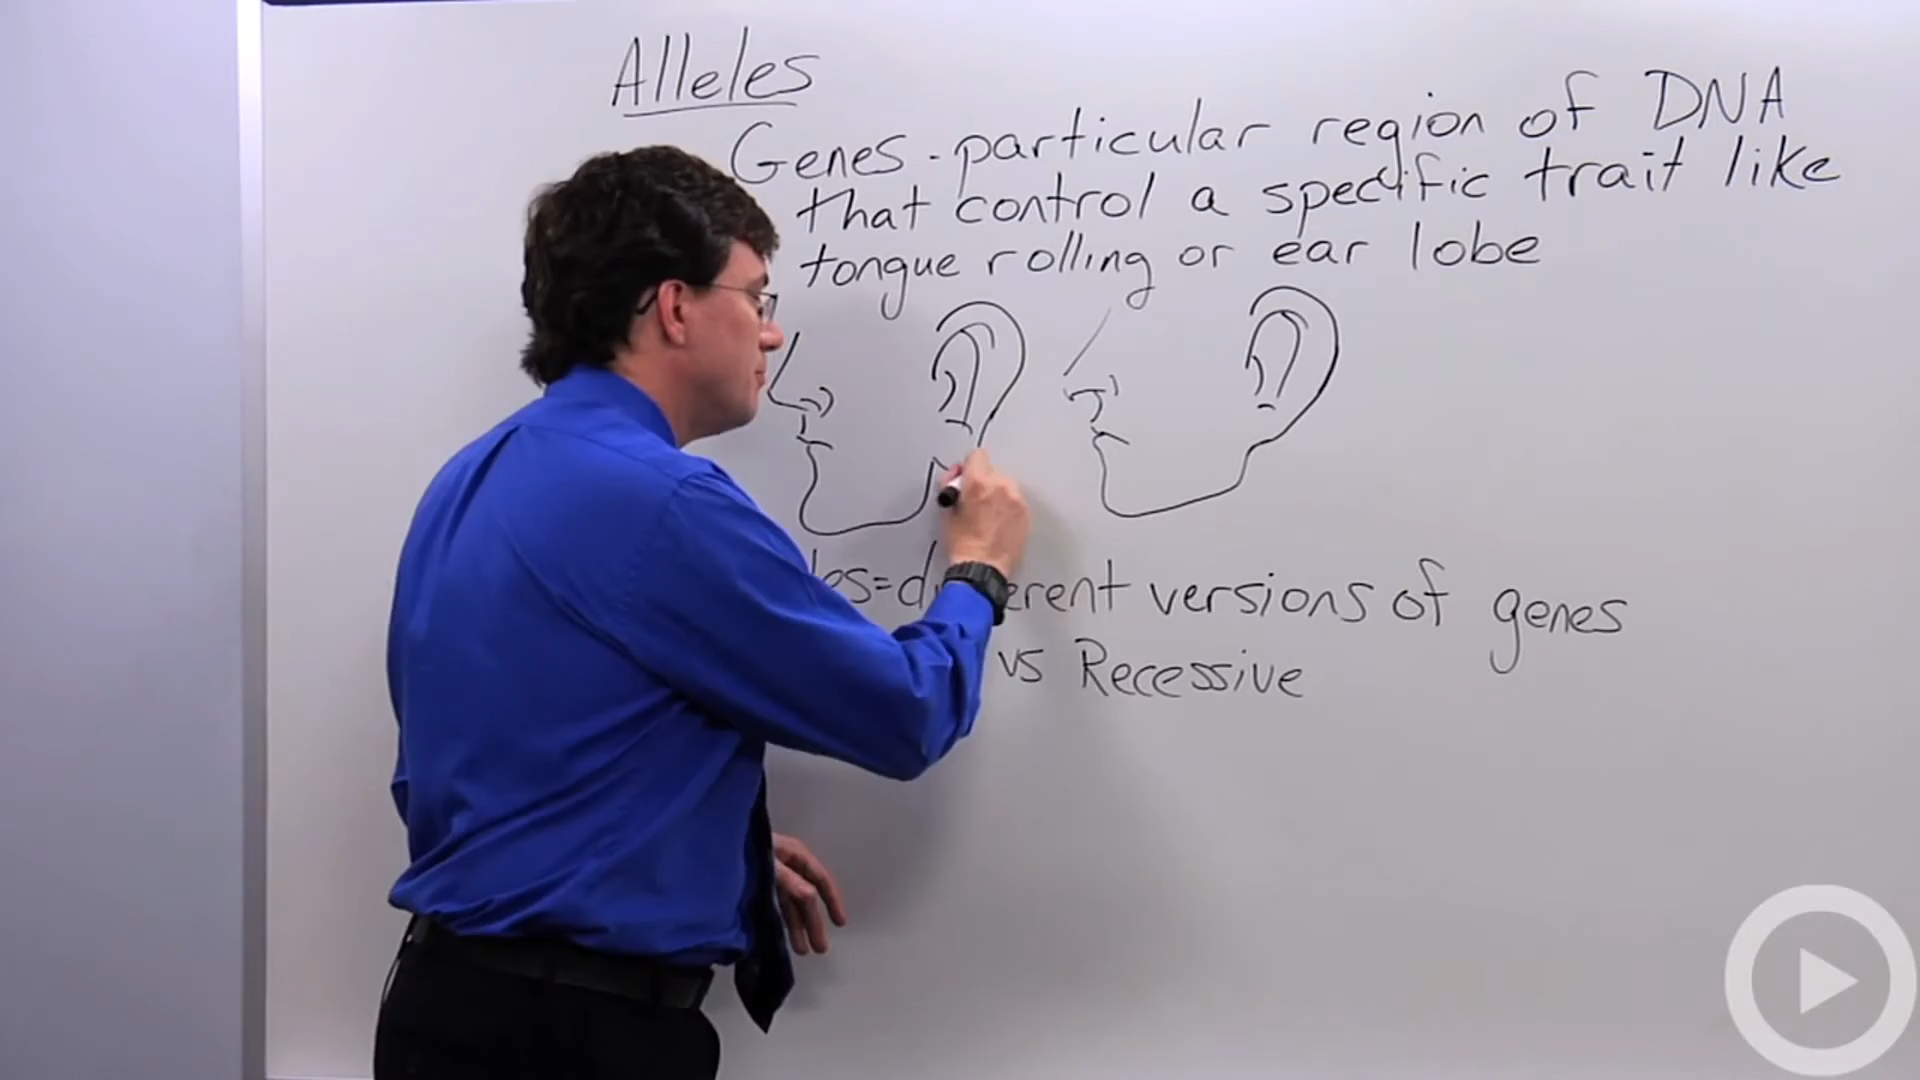 Alleles
Genes - particular region of DNA
that control a specific trait like
tongue rolling or ear lobe
versions of genes
vs Recessive